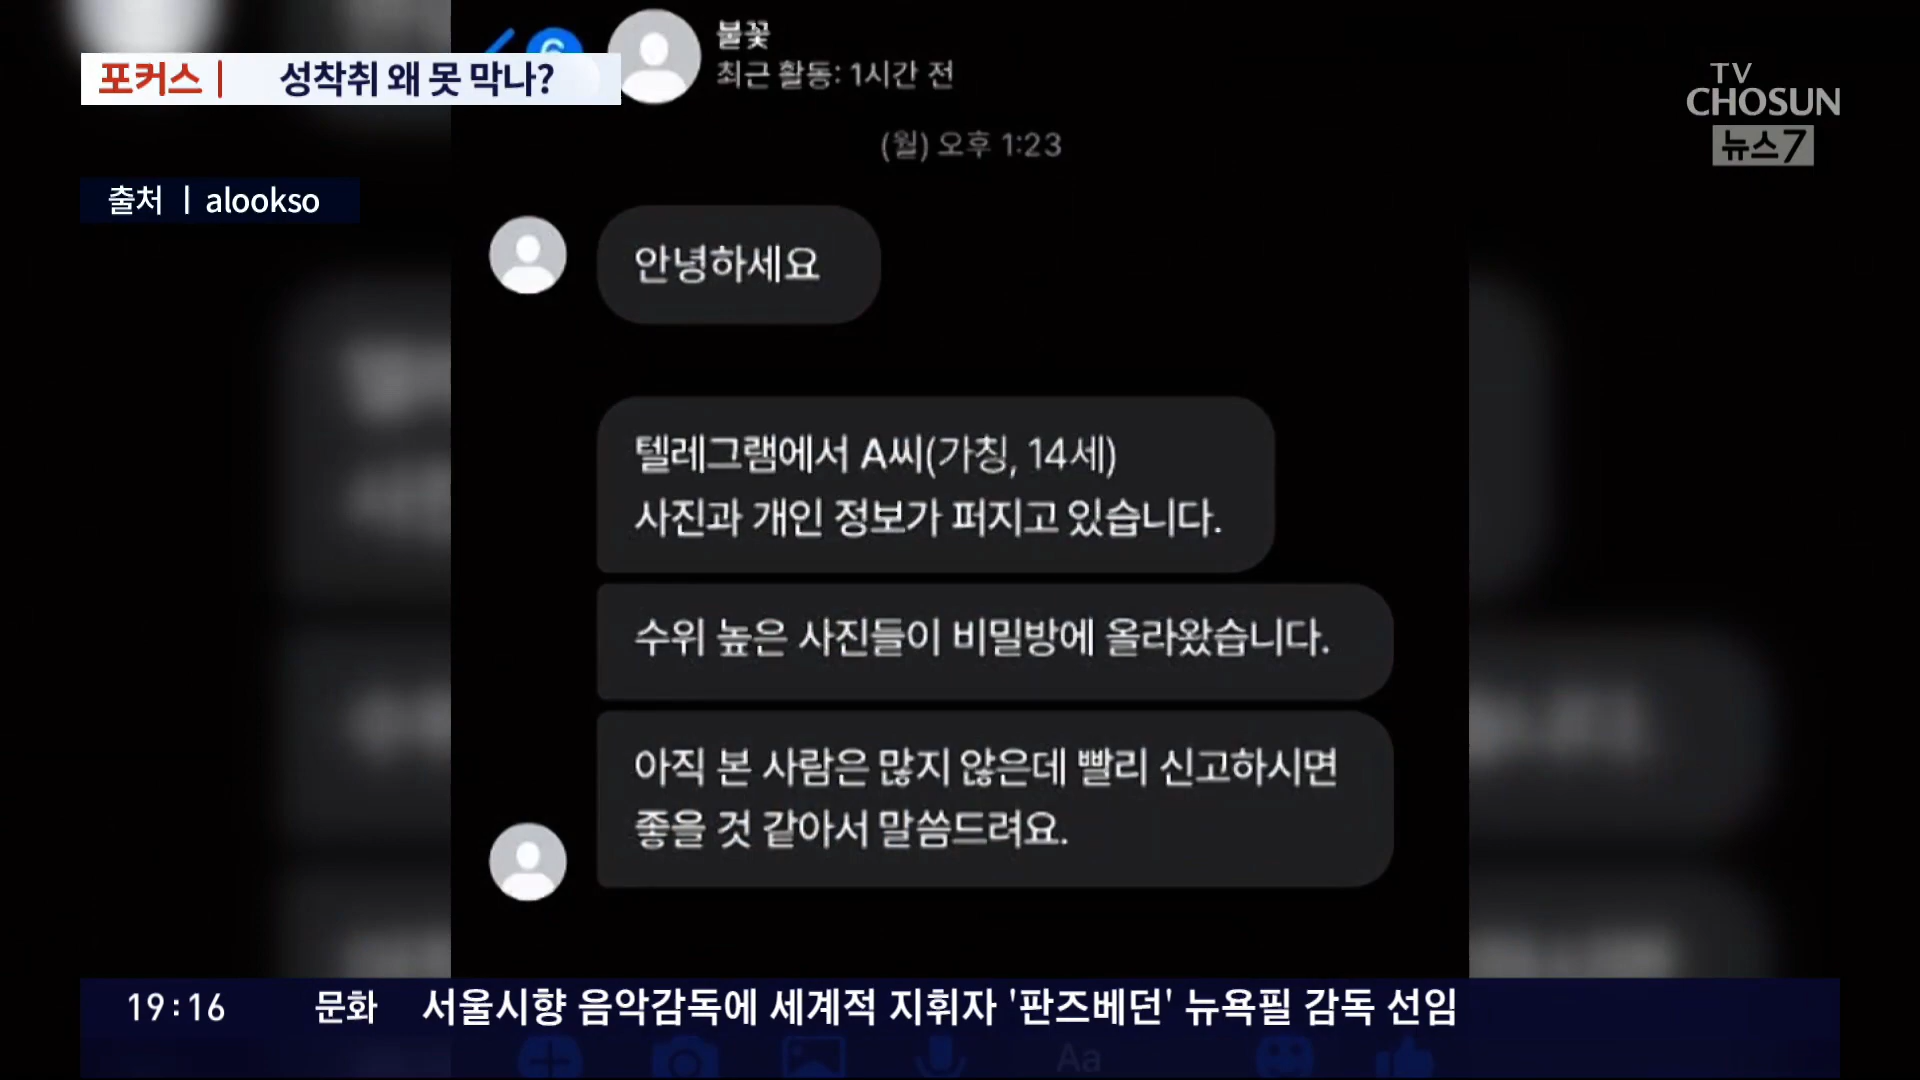 포커스 | 성착취 왜 못 막나?
출처 | alookso
TV
CHOSUN
뉴스7
불꽃
최근 활동: 1시간 전
(월) 오후 1:23
안녕하세요
텔레그램에서 A씨(가칭, 14세)
사진과 개인 정보가 퍼지고 있습니다.
수위 높은 사진들이 비밀방에 올라왔습니다.
아직 본 사람은 많지 않은데 빨리 신고하시면
좋을 것 같아서 말씀드려요.
19:16 문화 서울시향 음악감독에 세계적 지휘자 '판즈베던' 뉴욕필 감독 선임
Aa